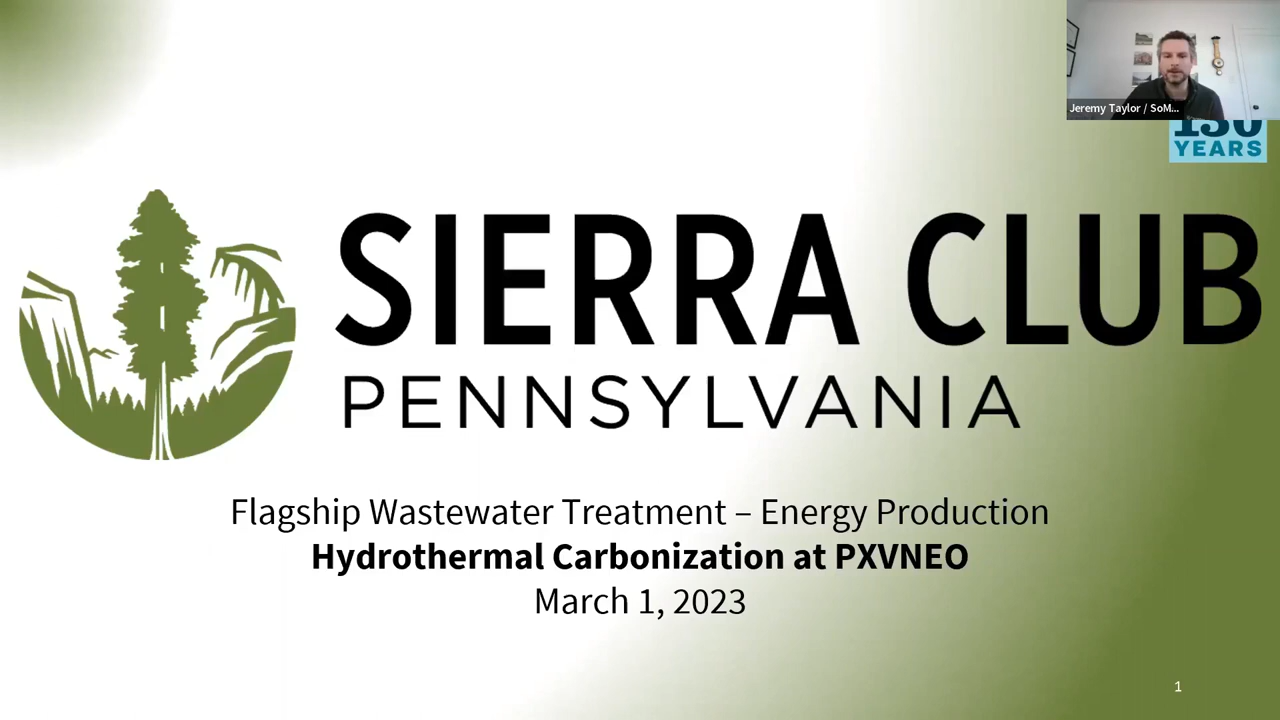 Jeremy Taylor / SoM...
YEARS
SIERRA CLUB
PENNSYLVANIA
Flagship Wastewater Treatment – Energy Production
Hydrothermal Carbonization at PXVNEO
March 1, 2023
1